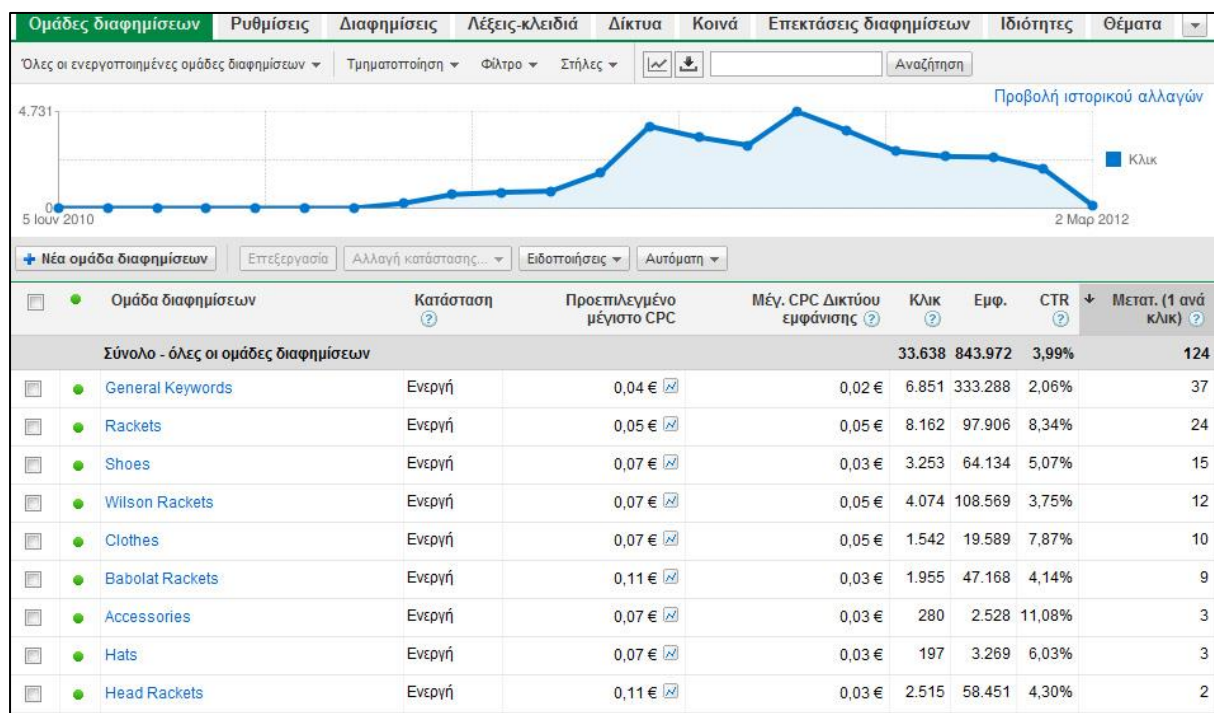 Ομάδες διαφημίσεων Ρυθμίσεις Διαφημίσεις Λέξεις-κλειδιά Δίκτυα Κοινά Επεκτάσεις διαφημίσεων Ιδιότητες Θέματα
Όλες οι ενεργοποιημένες ομάδες διαφημίσεων Τμηματοποίηση Φίλτρο Στήλες Αναζήτηση
Προβολή ιστορικού αλλαγών
4.731
Κλικ
0
5 Ιουν 2010 2 Μαρ 2012
Νέα ομάδα διαφημίσεων Επεξεργασία Αλλαγή κατάστασης... Ειδοποιήσεις Αυτόματη
Ομάδα διαφημίσεων Κατάσταση Προεπιλεγμένο Μέγ. CPC Δικτύου Κλικ Εμφ. CTR Μετατ. (1 ανά
? μέγιστο CPC εμφάνισης ? ? ? κλικ) ?
Σύνολο - όλες οι ομάδες διαφημίσεων 33.638 843.972 3,99% 124
General Keywords Ενεργή 0,04 € 0,02 € 6.851 333.288 2,06% 37
Rackets Ενεργή 0,05 € 0,05 € 8.162 97.906 8,34% 24
Shoes Ενεργή 0,07 € 0,03 € 3.253 64.134 5,07% 15
Wilson Rackets Ενεργή 0,07 € 0,05 € 4.074 108.569 3,75% 12
Clothes Ενεργή 0,07 € 0,05 € 1.542 19.589 7,87% 10
Babolat Rackets Ενεργή 0,11 € 0,03 € 1.955 47.168 4,14% 9
Accessories Ενεργή 0,07 € 0,03 € 280 2.528 11,08% 3
Hats Ενεργή 0,07 € 0,03 € 197 3.269 6,03% 3
Head Rackets Ενεργή 0,11 € 0,03 € 2.515 58.451 4,30% 2